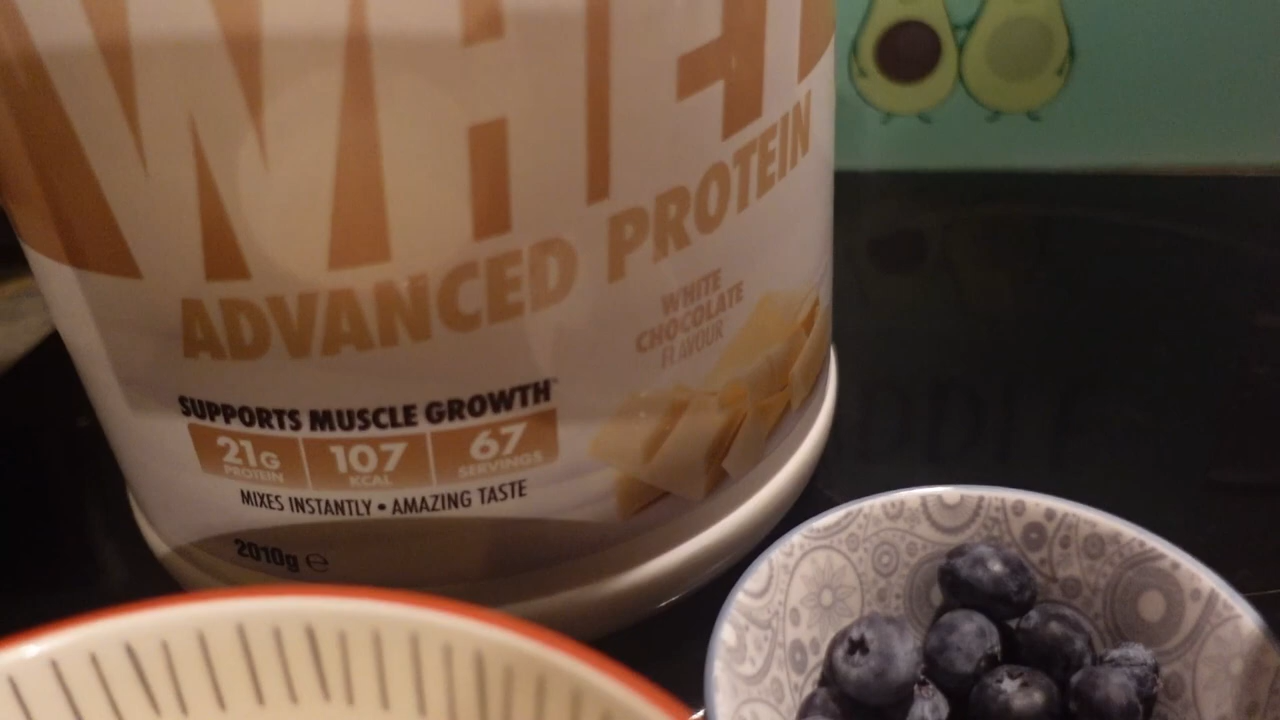 WHEY
ADVANCED PROTEIN
WHITE
CHOCOLATE
FLAVOUR
SUPPORTS MUSCLE GROWTH*
21G PROTEIN
107 KCAL
67 SERVINGS
MIXES INSTANTLY • AMAZING TASTE
2010g ℮